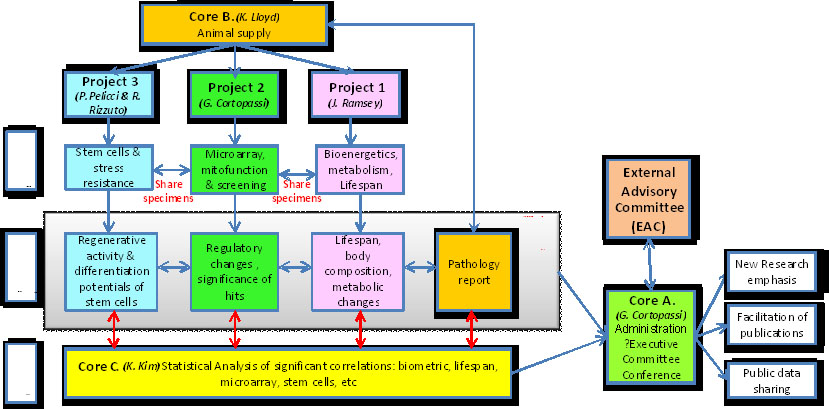 Core B. (K. Lloyd)
Animal supply
Project 3
(P. Pelicci & R.
Rizzuto)
Project 2
(G. Cortopassi)
Project 1
(J. Ramsey)
Stem cells &
stress
resistance
Share
specimens
Microarray,
mitofunction
& screening
Share
specimens
Bioenergetics,
metabolism,
Lifespan
External
Advisory
Committee
(EAC)
Regenerative
activity &
differentiation
potentials of
stem cells
Regulatory
changes ,
significance of
hits
Lifespan,
body
composition,
metabolic
changes
Pathology
report
Core A.
(G. Cortopassi)
Administration
?Executive
Committee
Conference
New Research
emphasis
Facilitation of
publications
Public data
sharing
Core C. (K. Kim) Statistical Analysis of significant correlations: biometric, lifespan,
microarray, stem cells, etc